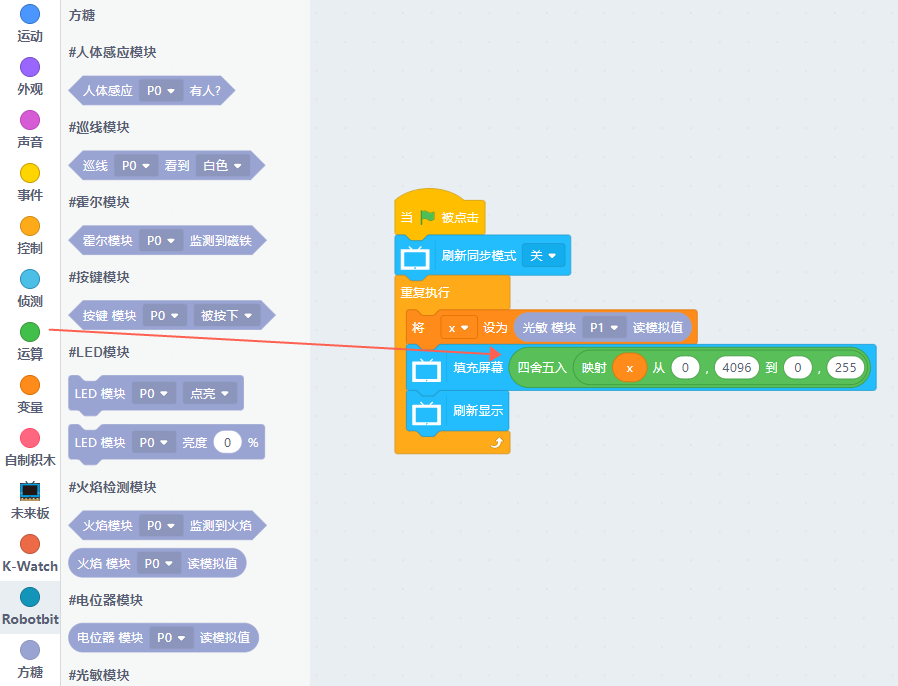 运动
外观
声音
事件
控制
侦测
运算
变量
自制积木
未来板
K-Watch
Robotbit
方糖
方糖
#人体感应模块
人体感应 P0 有人?
#巡线模块
巡线 P0 看到 白色
#霍尔模块
霍尔模块 P0 监测到磁铁
#按键模块
按键 模块 P0 被按下
#LED模块
LED 模块 P0 点亮
LED 模块 P0 亮度 0 %
#火焰检测模块
火焰模块 P0 监测到火焰
火焰 模块 P0 读模拟值
#电位器模块
电位器 模块 P0 读模拟值
#光敏模块
当 被点击
刷新同步模式 关
重复执行
将 x 设为 光敏 模块 P1 读模拟值
填充屏幕 四舍五入 映射 x 从 0 , 4096 到 0 , 255
刷新显示